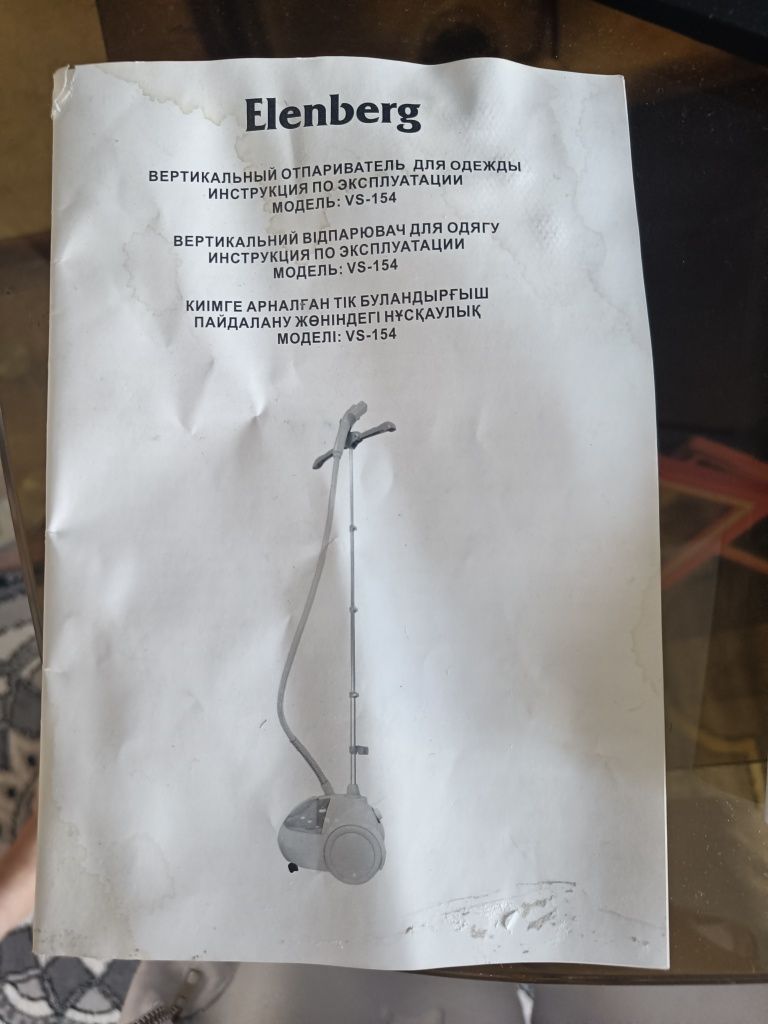 Elenberg
ВЕРТИКАЛЬНЫЙ ОТПАРИВАТЕЛЬ ДЛЯ ОДЕЖДЫ
ИНСТРУКЦИЯ ПО ЭКСПЛУАТАЦИИ
МОДЕЛЬ: VS-154
ВЕРТИКАЛЬНИЙ ВІДПАРЮВАЧ ДЛЯ ОДЯГУ
ИНСТРУКЦИЯ ПО ЭКСПЛУАТАЦИИ
МОДЕЛЬ: VS-154
КИІМГЕ АРНАЛҒАН ТІК БУЛАНДЫРҒЫШ
ПАЙДАЛАНУ ЖӨНІНДЕГІ НҰСҚАУЛЫҚ
МОДЕЛІ: VS-154